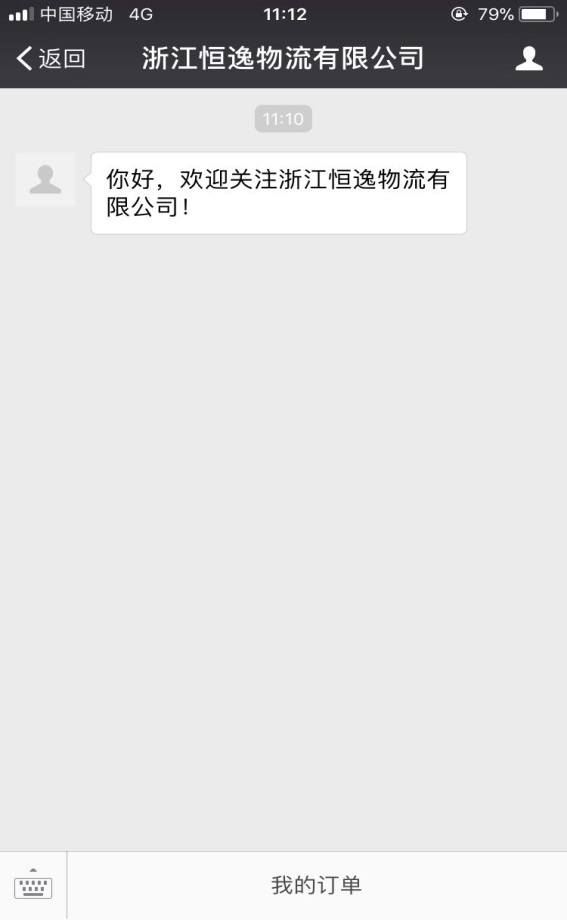 中国移动 4G 11:12 79%
返回 浙江恒逸物流有限公司
11:10
你好，欢迎关注浙江恒逸物流有
限公司！
我的订单